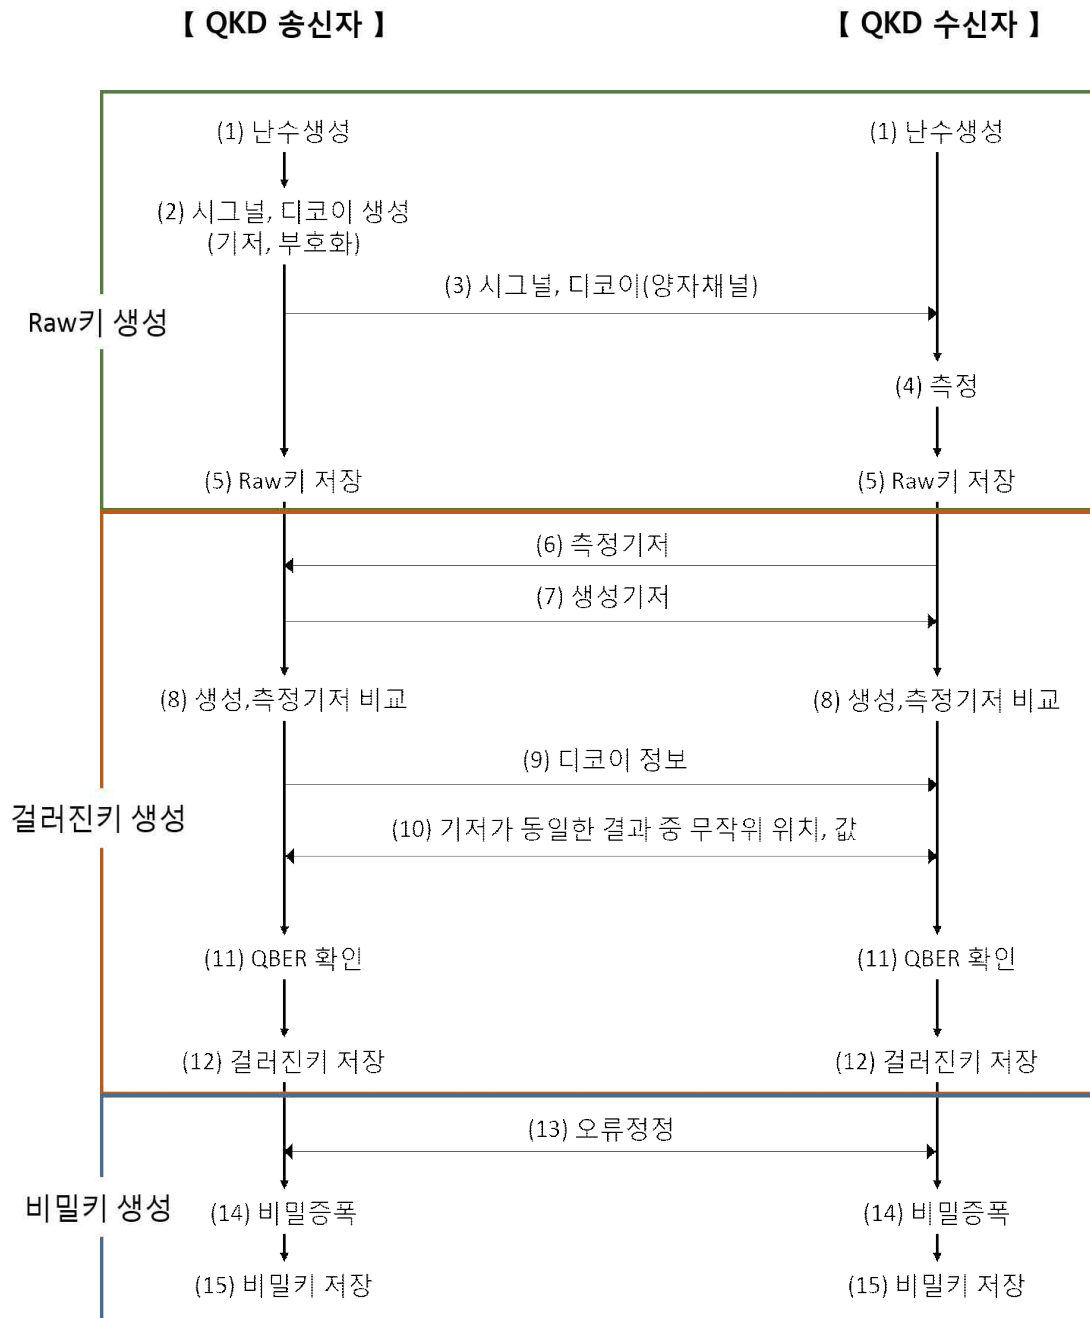 【 QKD 송신자 】
【 QKD 수신자 】
(1) 난수생성
(1) 난수생성
(2) 시그널, 디코이 생성
(기저, 부호화)
(3) 시그널, 디코이(양자채널)
Raw키 생성
(4) 측정
(5) Raw키 저장
(5) Raw키 저장
(6) 측정기저
(7) 생성기저
(8) 생성,측정기저 비교
(8) 생성,측정기저 비교
(9) 디코이 정보
걸러진키 생성
(10) 기저가 동일한 결과 중 무작위 위치, 값
(11) QBER 확인
(11) QBER 확인
(12) 걸러진키 저장
(12) 걸러진키 저장
(13) 오류정정
비밀키 생성
(14) 비밀증폭
(14) 비밀증폭
(15) 비밀키 저장
(15) 비밀키 저장